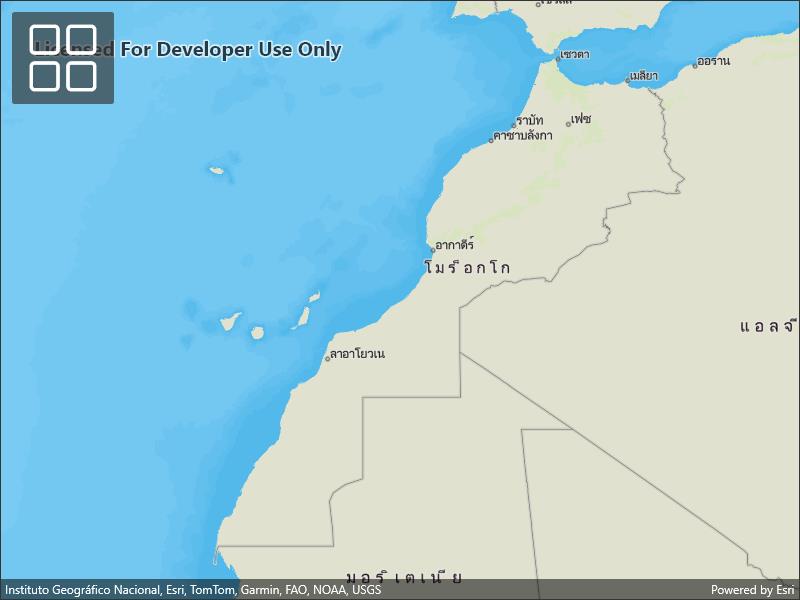 Licensed For Developer Use Only
เซวตา
เมลียา
ออราน
ราบัท
เฟซ
คาซาบลังกา
อากาดีร์
โมร็อกโก
ลาอาโยวเน
มอริเตเนีย
Instituto Geográfico Nacional, Esri, TomTom, Garmin, FAO, NOAA, USGS
Powered by Esri